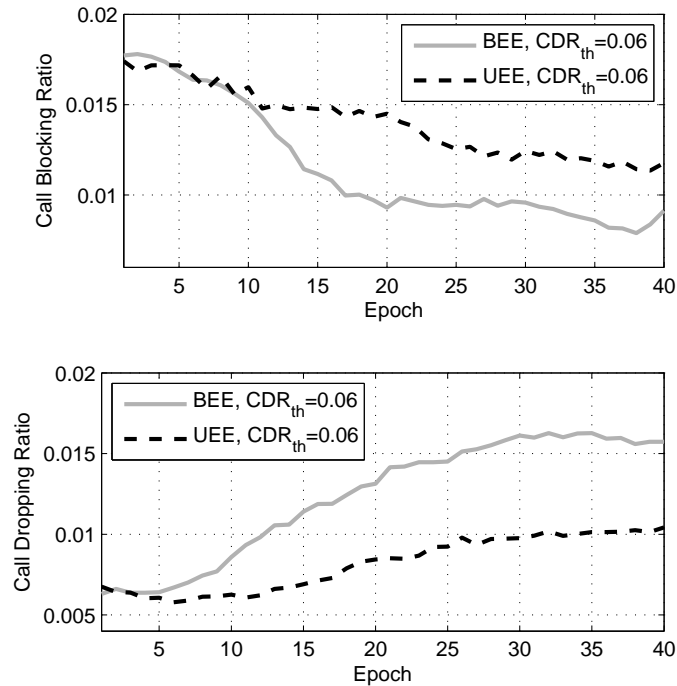 0.02
0.015
0.01
Call Blocking Ratio
BEE, CDR_th=0.06
UEE, CDR_th=0.06
5 10 15 20 25 30 35 40
Epoch
0.02
0.015
0.01
0.005
Call Dropping Ratio
BEE, CDR_th=0.06
UEE, CDR_th=0.06
5 10 15 20 25 30 35 40
Epoch